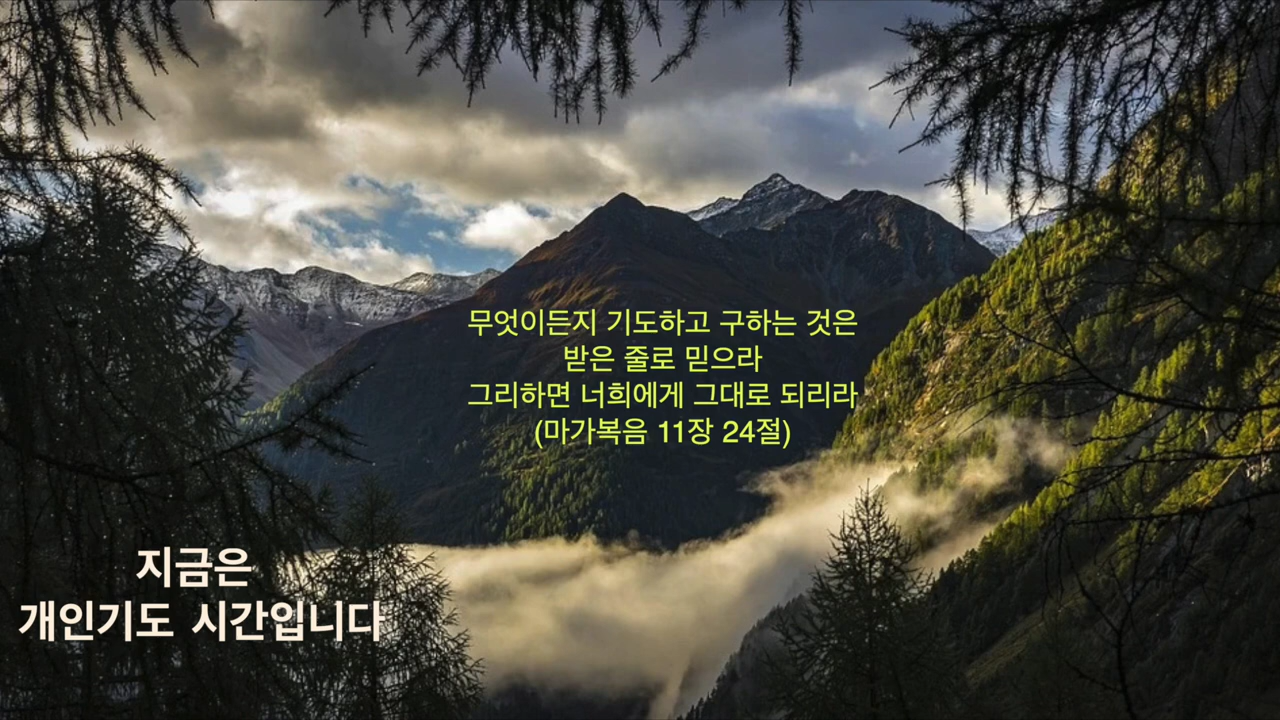 무엇이든지 기도하고 구하는 것은
받은 줄로 믿으라
그리하면 너희에게 그대로 되리라
(마가복음 11장 24절)
지금은
개인기도 시간입니다